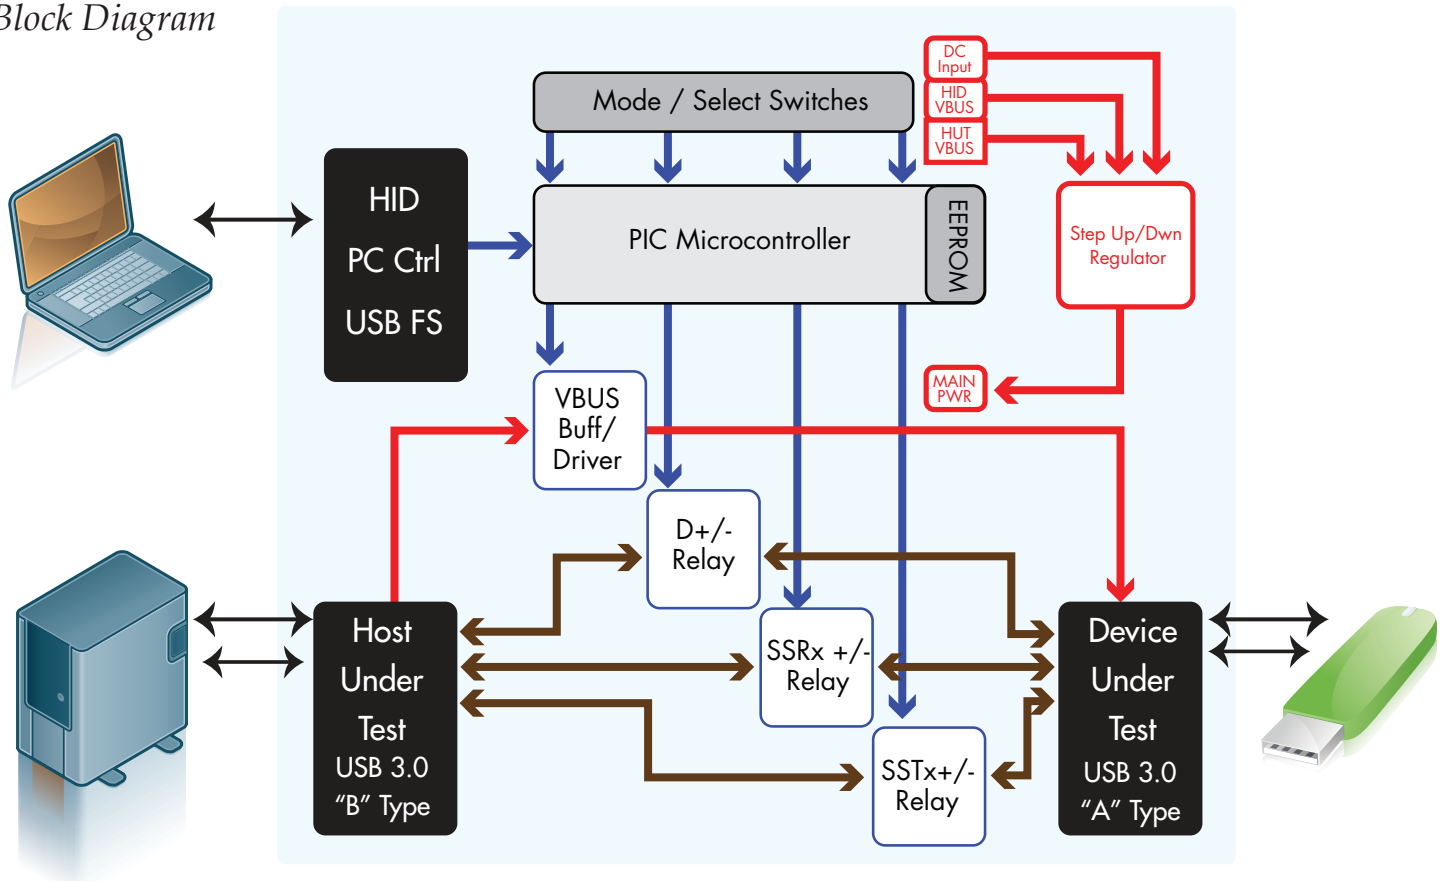 Block Diagram
DC
Input
HID
VBUS
HUT
VBUS
Mode / Select Switches
HID
PC Ctrl
USB FS
PIC Microcontroller
EEPROM
Step Up/Dwn
Regulator
MAIN
PWR
VBUS
Buff/
Driver
D+/-
Relay
SSRx +/-
Relay
SSTx+/-
Relay
Host
Under
Test
USB 3.0
“B” Type
Device
Under
Test
USB 3.0
“A” Type